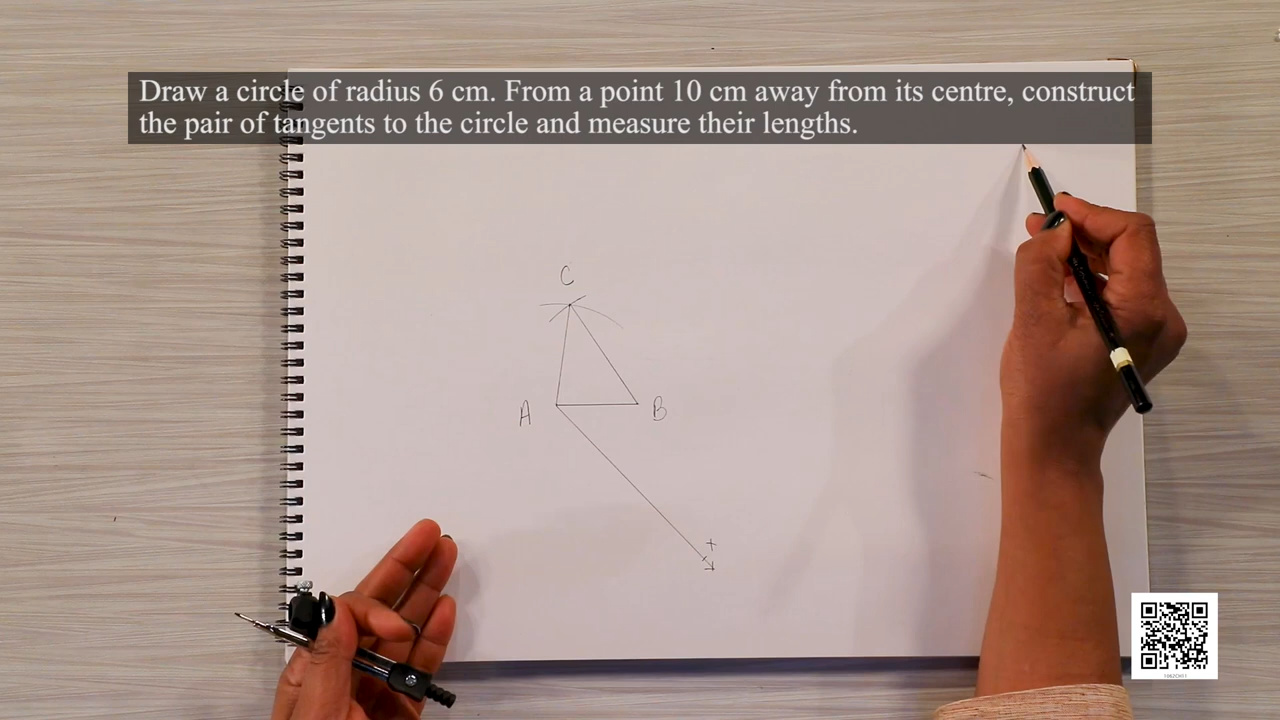 Draw a circle of radius 6 cm. From a point 10 cm away from its centre, construct
the pair of tangents to the circle and measure their lengths.
C
A
B